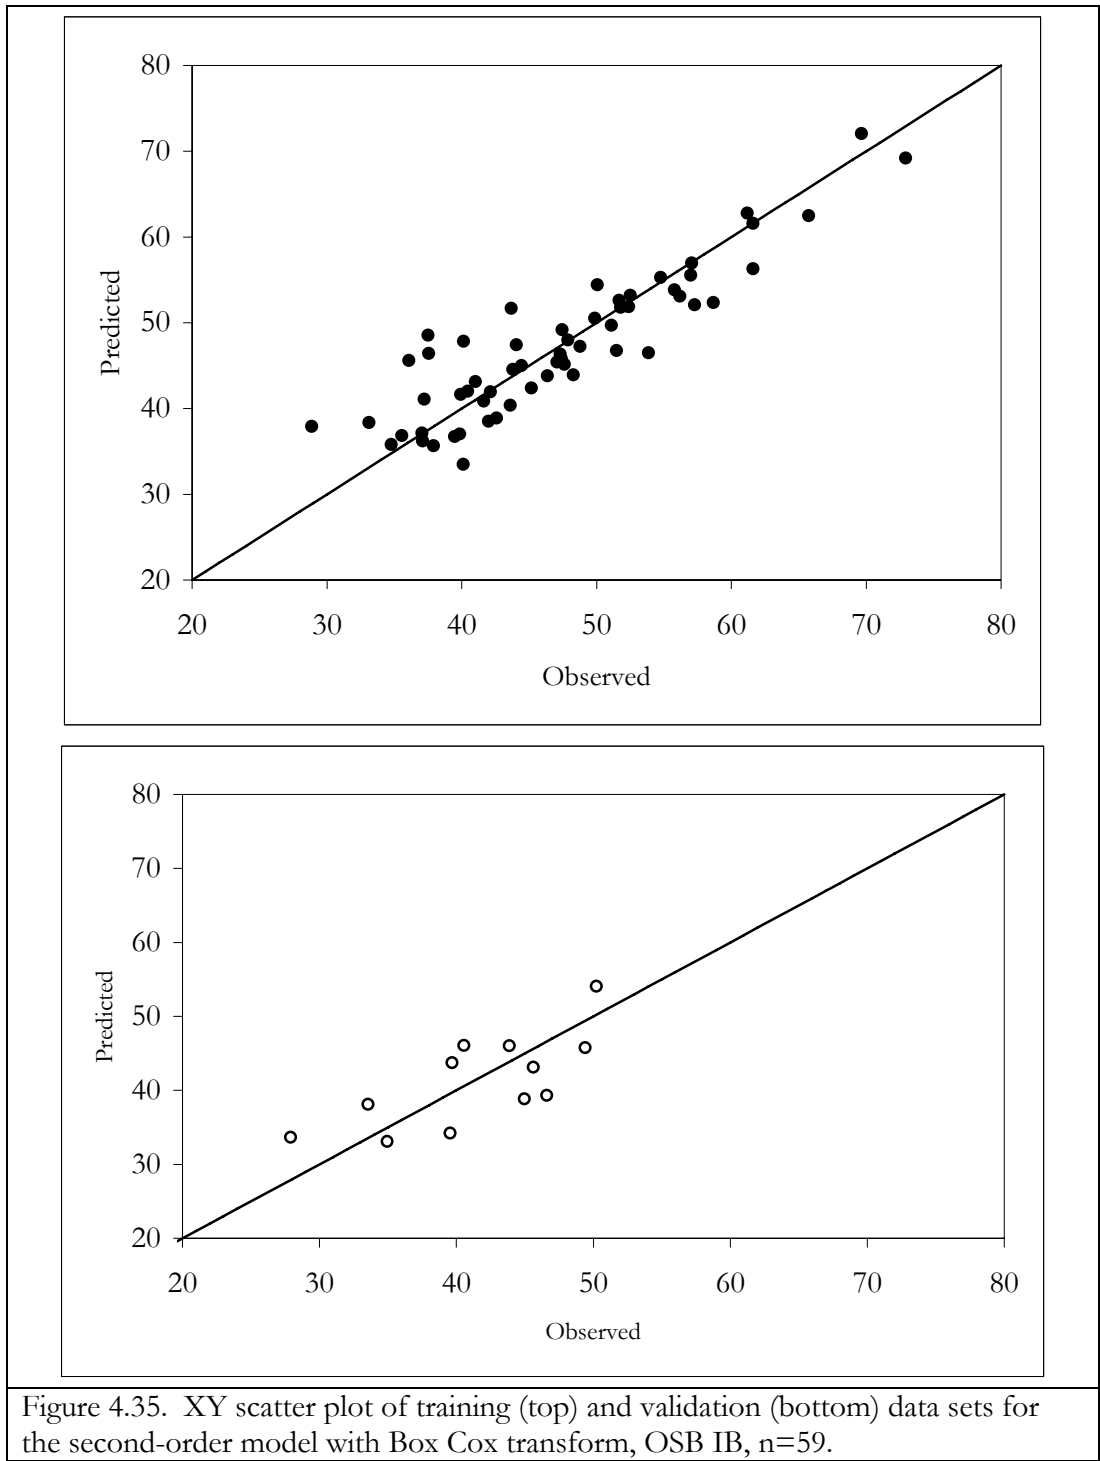 80
70
60
50
40
30
20
Predicted
20 30 40 50 60 70 80
Observed
80
70
60
50
40
30
20
Predicted
20 30 40 50 60 70 80
Observed
Figure 4.35. XY scatter plot of training (top) and validation (bottom) data sets for
the second-order model with Box Cox transform, OSB IB, n=59.